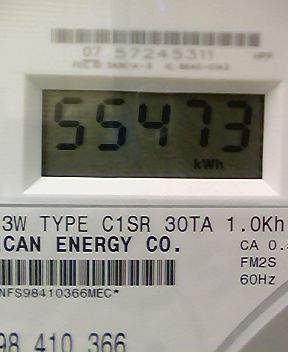 07 57245311
55473
kWh
3W TYPE C1SR 30TA 1.0Kh
CAN ENERGY CO.
CA 0.
FM2S
60Hz
NFS98410366MEC*
98 410 366